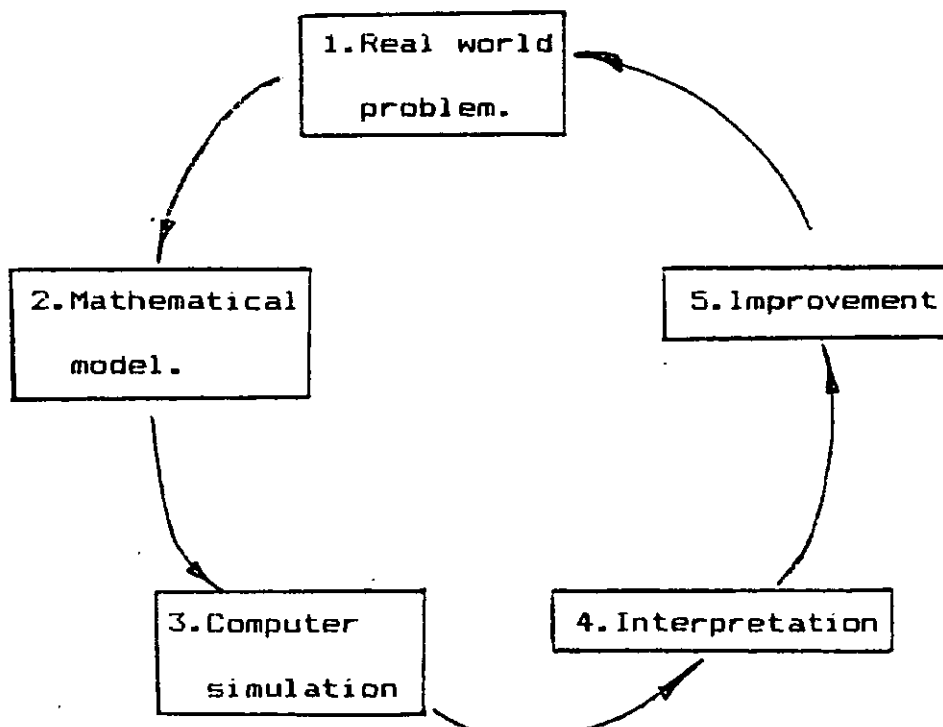 1.Real world
problem.
2.Mathematical
model.
3.Computer
simulation
4.Interpretation
5.Improvement